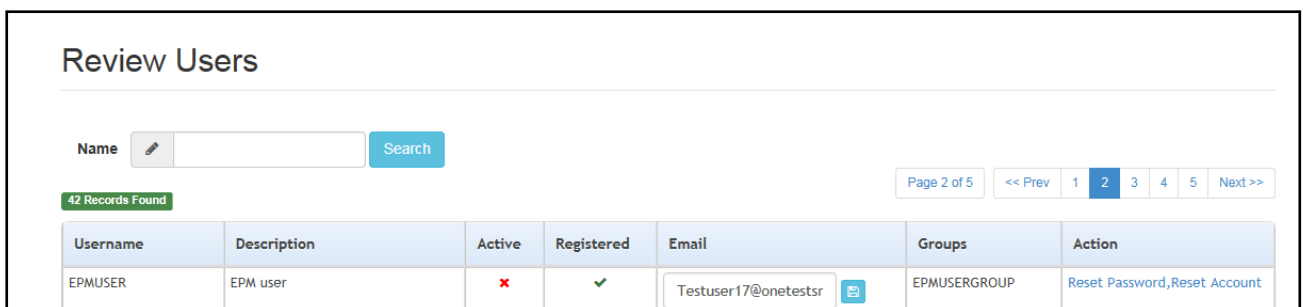 Review Users
Name Search
Page 2 of 5 << Prev 1 2 3 4 5 Next >>
42 Records Found
Username Description Active Registered Email Groups Action
EPMUSER EPM user Testuser17@onetestsr EPMUSERGROUP Reset Password,Reset Account